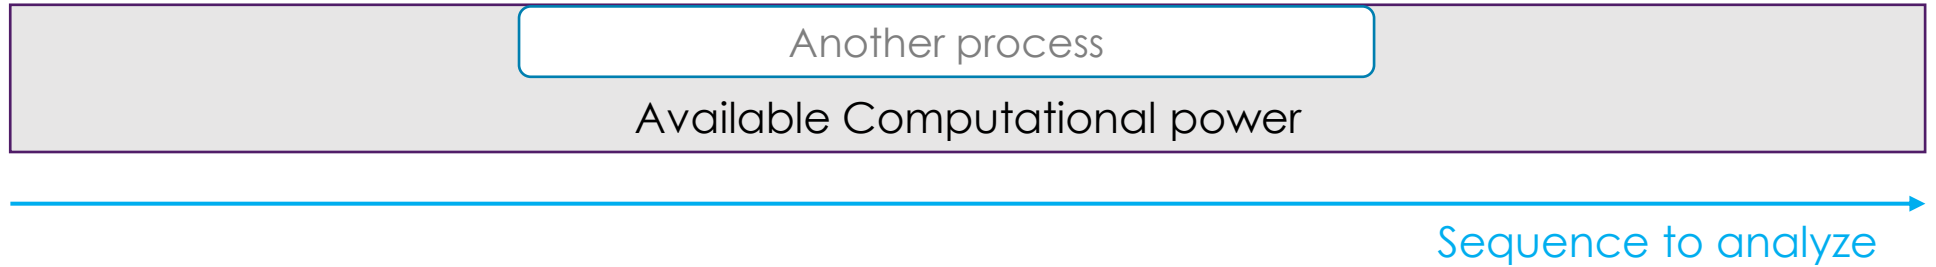 Another process
Available Computational power
Sequence to analyze